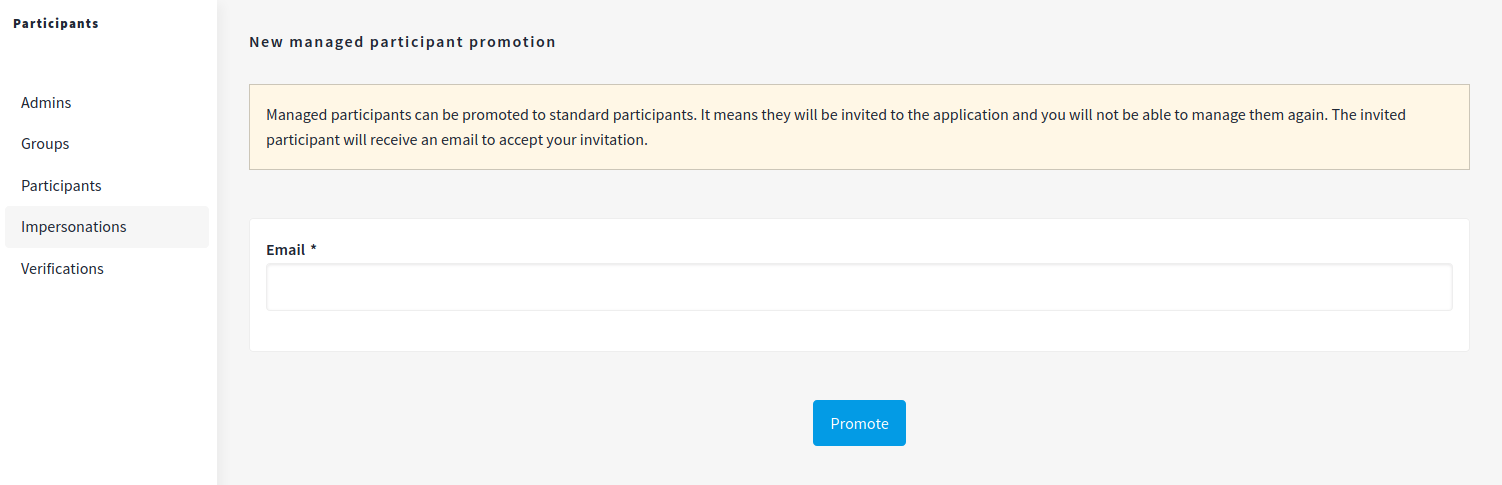 Participants
Admins
Groups
Participants
Impersonations
Verifications
New managed participant promotion
Managed participants can be promoted to standard participants. It means they will be invited to the application and you will not be able to manage them again. The invited
participant will receive an email to accept your invitation.
Email *
Promote